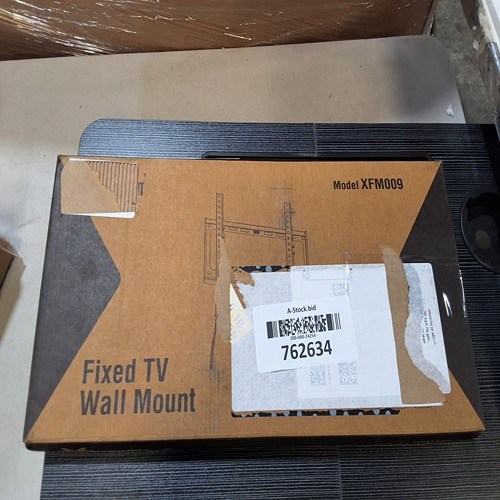 Model XFM009
A-Stock.bid
762634
Fixed TV
Wall Mount